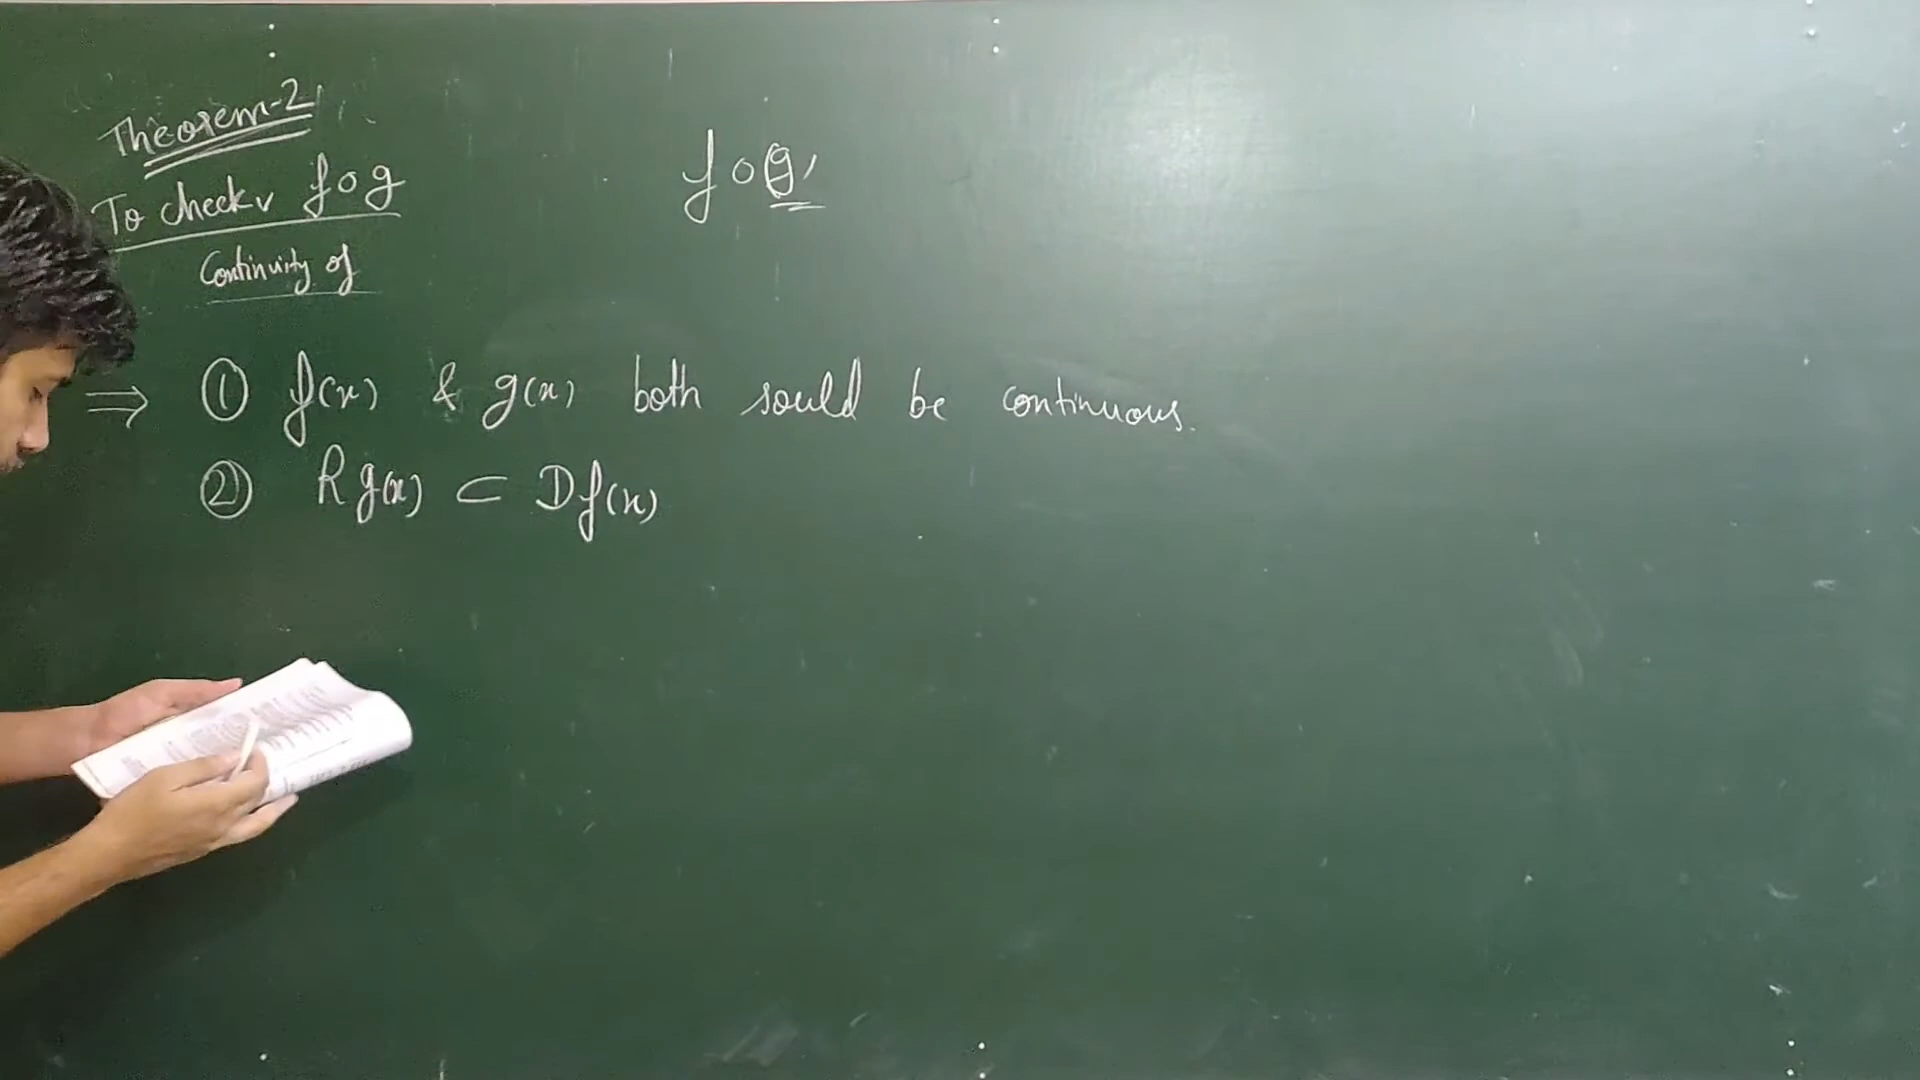 Theorem-2
To check fog
Continuity of
fog
⇒ ① f(x) & g(x) both sould be continuous.
② Rg(x) ⊂ Df(x)